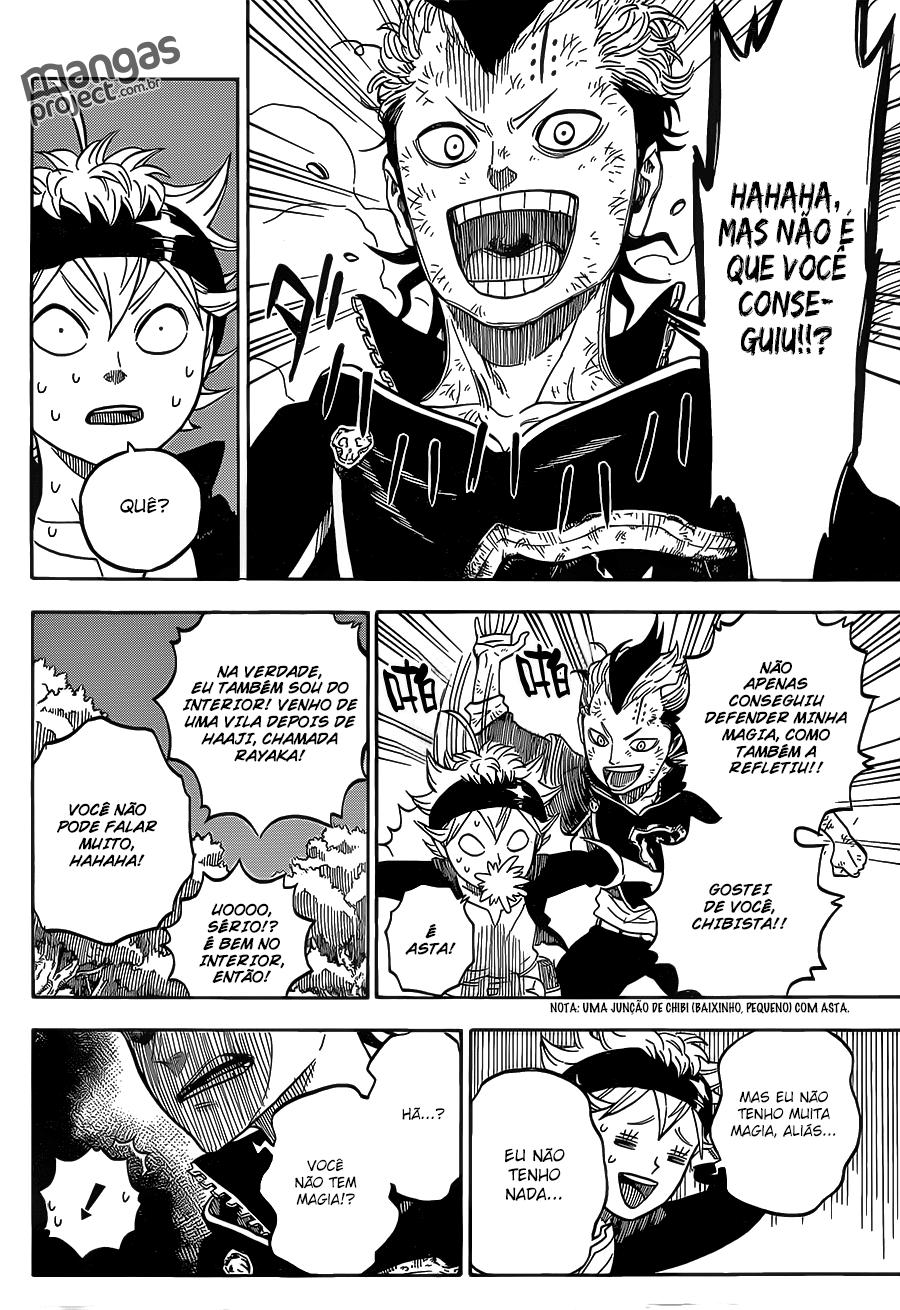 mangas
project.com.br
HAHAHA,
MAS NÃO É
QUE VOCÊ
CONSE-
GUIU!!?
QUÊ?
NÃO
APENAS
CONSEGUIU
DEFENDER MINHA
MAGIA, COMO
TAMBÉM A
REFLETIU!!
GOSTEI
DE VOCÊ,
CHIBISTA!!
É
ASTA!
NA VERDADE,
EU TAMBÉM SOU DO
INTERIOR! VENHO DE
UMA VILA DEPOIS DE
HAAJI, CHAMADA
RAYAKA!
UOOOO,
SÉRIO!?
É BEM NO
INTERIOR,
ENTÃO!
VOCÊ NÃO
PODE FALAR
MUITO,
HAHAHA!
NOTA: UMA JUNÇÃO DE CHIBI (BAIXINHO, PEQUENO) COM ASTA.
MAS EU NÃO
TENHO MUITA
MAGIA, ALIÁS...
EU NÃO
TENHO
NADA...
HÃ...?
VOCÊ
NÃO TEM
MAGIA!?
!